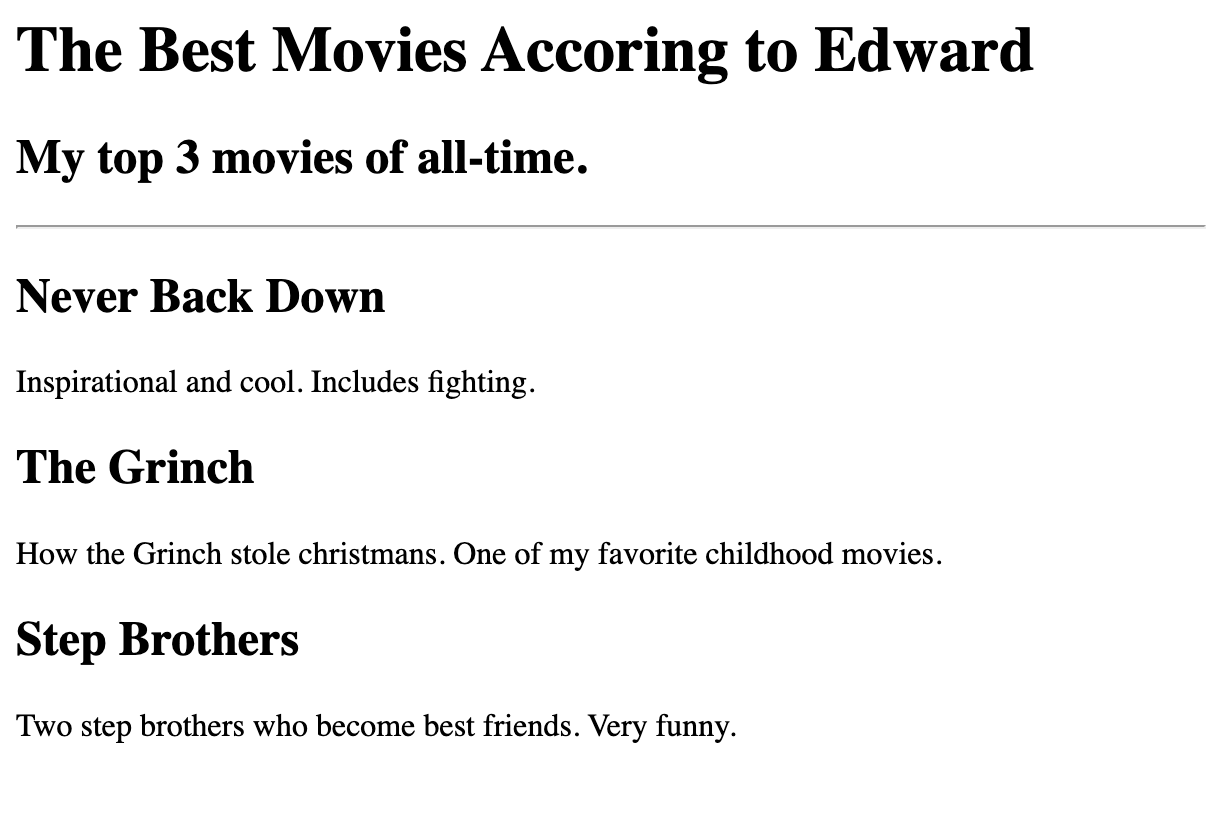 The Best Movies Accoring to Edward
My top 3 movies of all-time.
Never Back Down
Inspirational and cool. Includes fighting.
The Grinch
How the Grinch stole christmans. One of my favorite childhood movies.
Step Brothers
Two step brothers who become best friends. Very funny.